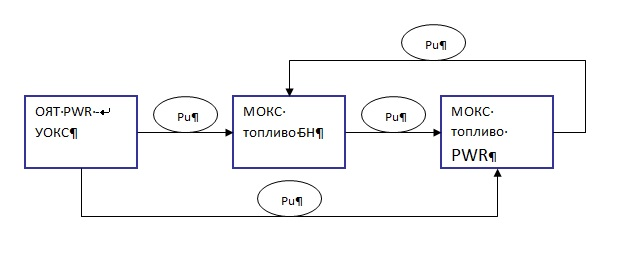 Pu¶
ОЯТ·PWR·-↵
УОКС¶
Pu¶
МОКС·
топливо·БН¶
Pu¶
МОКС·
топливо·
PWR¶
Pu¶